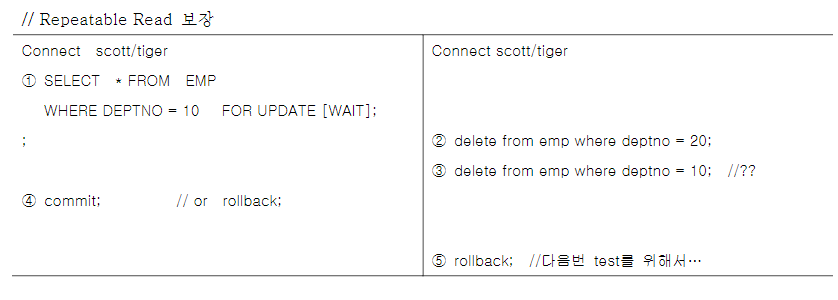 // Repeatable Read 보장
Connect scott/tiger
① SELECT * FROM EMP
WHERE DEPTNO = 10 FOR UPDATE [WAIT];
;
④ commit; // or rollback;
Connect scott/tiger
② delete from emp where deptno = 20;
③ delete from emp where deptno = 10; //??
⑤ rollback; //다음번 test를 위해서…